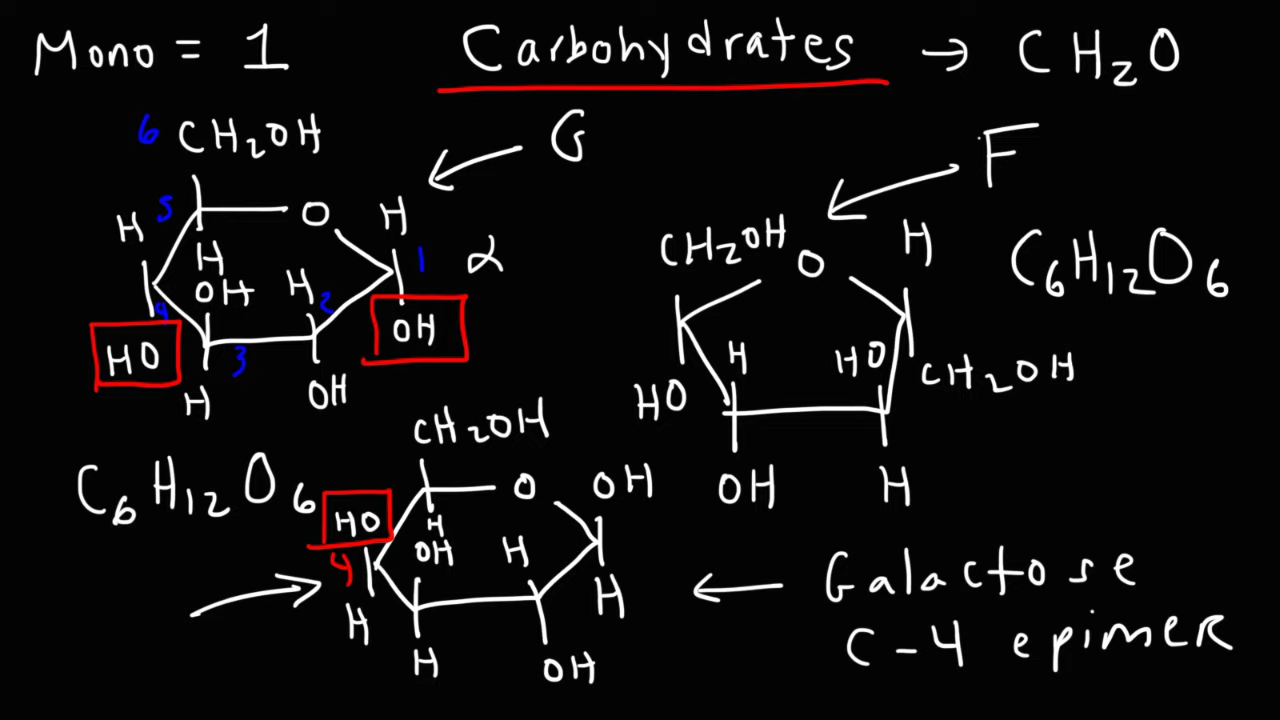 Mono = 1
Carbohydrates → CH2O
G
F
6 CH2OH
5
O
H
H
1
α
H
OH
H
2
4
HO
3
OH
H
OH
CH2OH
O
H
C6H12O6
H
HO
CH2OH
HO
OH
H
C6H12O6
CH2OH
O
OH
HO
H
OH
H
4
H
H
H
OH
Galactose
C-4 epimer